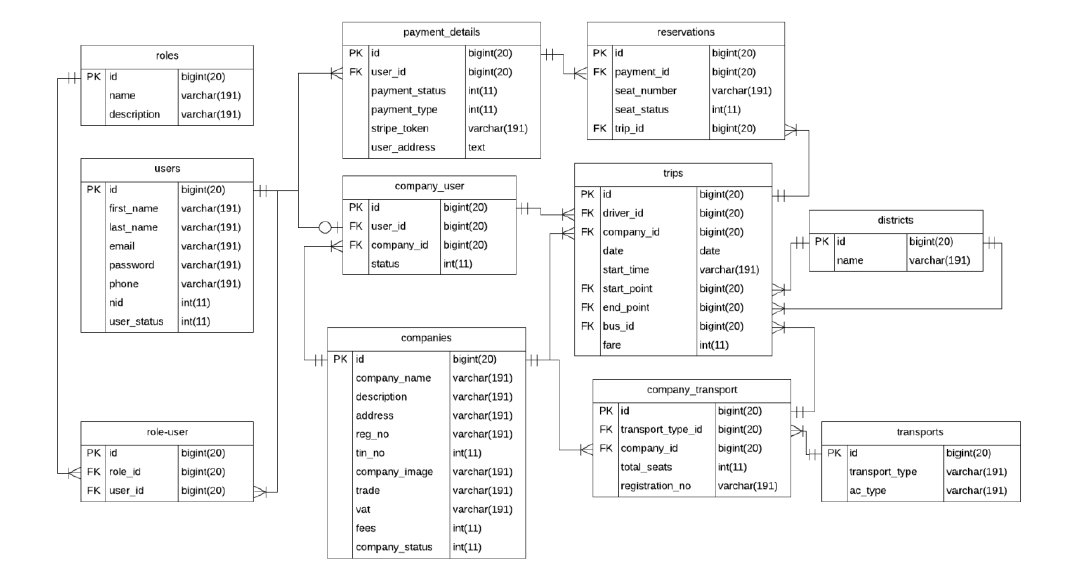 roles
PK id bigint(20)
name varchar(191)
description varchar(191)
users
PK id bigint(20)
first_name varchar(191)
last_name varchar(191)
email varchar(191)
password varchar(191)
phone varchar(191)
nid int(11)
user_status int(11)
role-user
PK id bigint(20)
FK role_id bigint(20)
FK user_id bigint(20)
payment_details
PK id bigint(20)
FK user_id bigint(20)
payment_status int(11)
payment_type int(11)
stripe_token varchar(191)
user_address text
company_user
PK id bigint(20)
FK user_id bigint(20)
FK company_id bigint(20)
status int(11)
companies
PK id bigint(20)
company_name varchar(191)
description varchar(191)
address varchar(191)
reg_no varchar(191)
tin_no int(11)
company_image varchar(191)
trade varchar(191)
vat varchar(191)
fees int(11)
company_status int(11)
reservations
PK id bigint(20)
FK payment_id bigint(20)
seat_number varchar(191)
seat_status int(11)
FK trip_id bigint(20)
trips
PK id bigint(20)
FK driver_id bigint(20)
FK company_id bigint(20)
date date
start_time varchar(191)
FK start_point bigint(20)
FK end_point bigint(20)
FK bus_id bigint(20)
fare int(11)
company_transport
PK id bigint(20)
FK transport_type_id bigint(20)
FK company_id bigint(20)
total_seats int(11)
registration_no varchar(191)
districts
PK id bigint(20)
name varchar(191)
transports
PK id bigint(20)
transport_type varchar(191)
ac_type varchar(191)